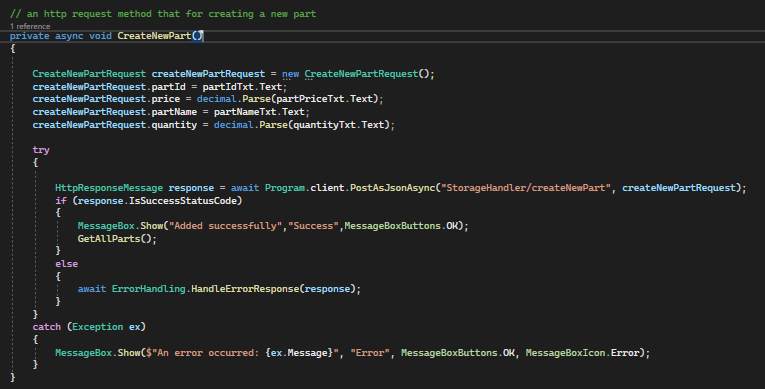 // an http request method that for creating a new part
1 reference
private async void CreateNewPart()
{
CreateNewPartRequest createNewPartRequest = new CreateNewPartRequest();
createNewPartRequest.partId = partIdTxt.Text;
createNewPartRequest.price = decimal.Parse(partPriceTxt.Text);
createNewPartRequest.partName = partNameTxt.Text;
createNewPartRequest.quantity = decimal.Parse(quantityTxt.Text);
try
{
HttpResponseMessage response = await Program.client.PostAsJsonAsync("StorageHandler/createNewPart", createNewPartRequest);
if (response.IsSuccessStatusCode)
{
MessageBox.Show("Added successfully","Success",MessageBoxButtons.OK);
GetAllParts();
}
else
{
await ErrorHandling.HandleErrorResponse(response);
}
}
catch (Exception ex)
{
MessageBox.Show($"An error occurred: {ex.Message}", "Error", MessageBoxButtons.OK, MessageBoxIcon.Error);
}
}